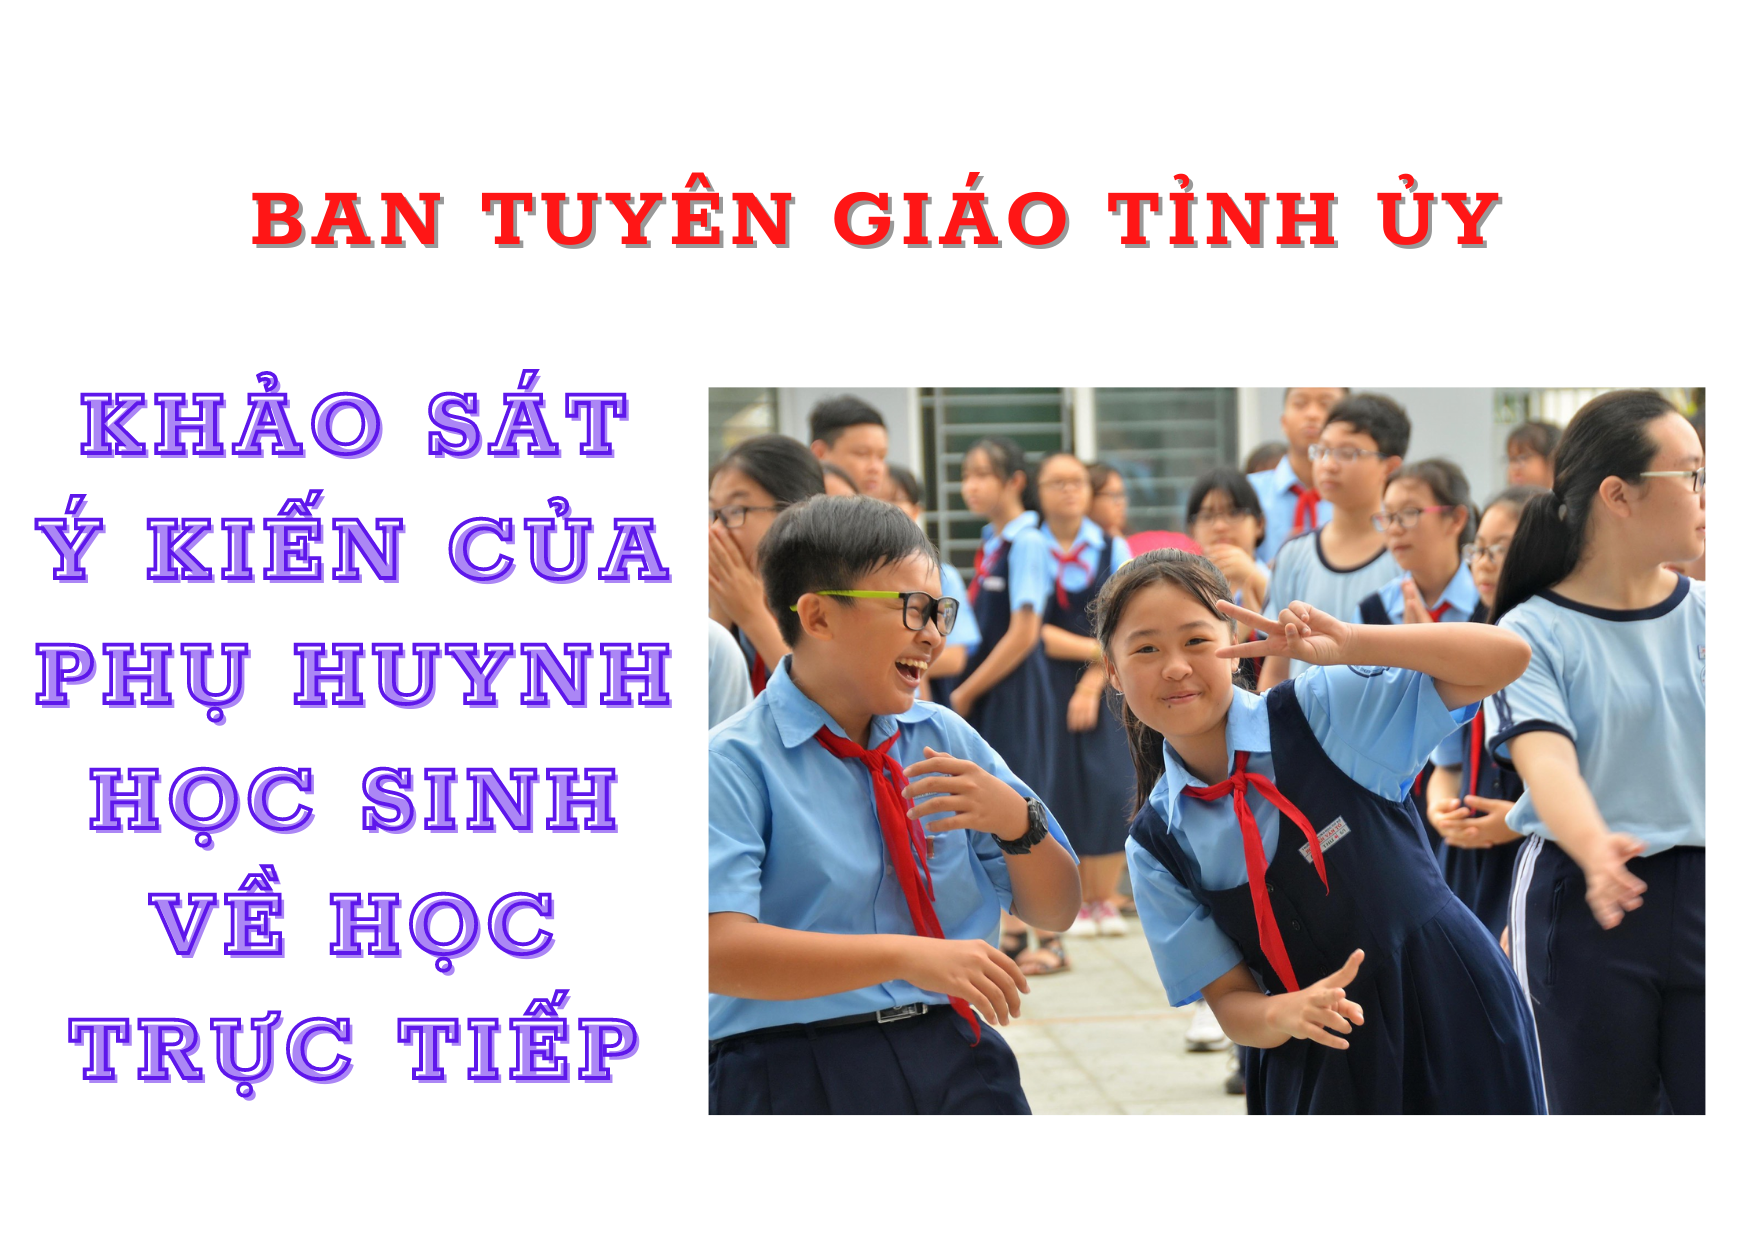 BAN TUYÊN GIÁO TỈNH ỦY
KHẢO SÁT
Ý KIẾN CỦA
PHỤ HUYNH
HỌC SINH
VỀ HỌC
TRỰC TIẾP